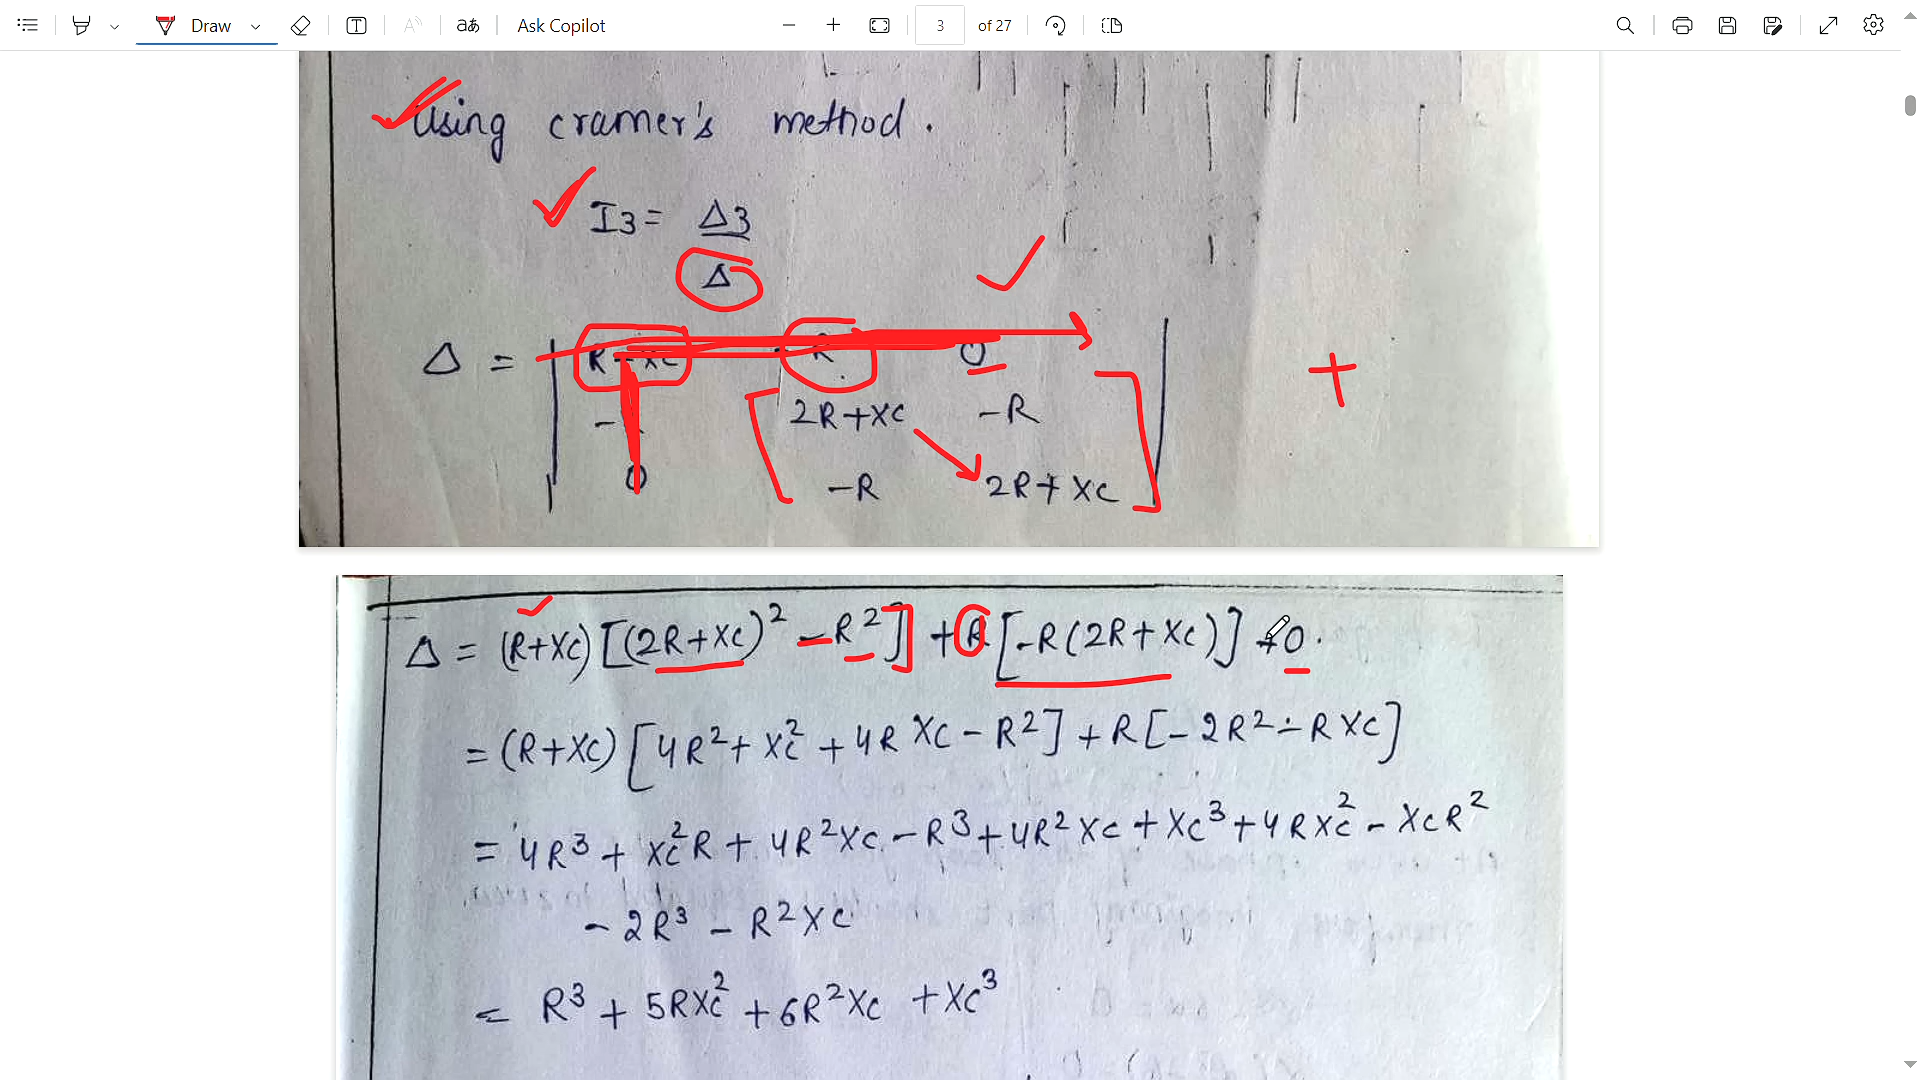 Draw
Ask Copilot
3 of 27
Using cramer's method.
I3 = Δ3
Δ
Δ = | R+XC -R 0 |
- 2R+XC -R
0 -R 2R+XC
+
Δ = (R+XC) [(2R+XC)² - R²] + R [-R(2R+XC)] + 0.
= (R+XC) [4R² + XC² + 4R XC - R²] + R [-2R² - RXC]
= 4R³ + XC²R + 4R²XC - R³ + 4R²XC + XC³ + 4RXC² - XCR²
- 2R³ - R²XC
= R³ + 5RXC² + 6R²XC + XC³